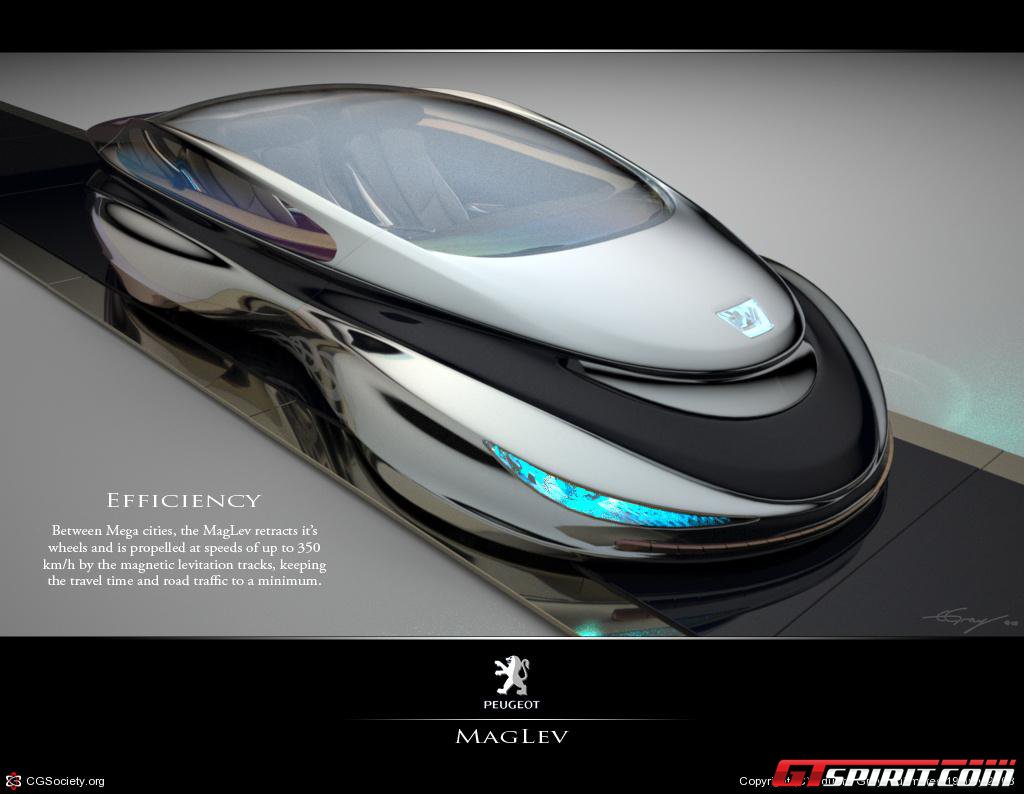 EFFICIENCY
Between Mega cities, the MagLev retracts it's
wheels and is propelled at speeds of up to 350
km/h by the magnetic levitation tracks, keeping
the travel time and road traffic to a minimum.
PEUGEOT
MAGLEV
CGSociety.org
GTSPIRIT.COM